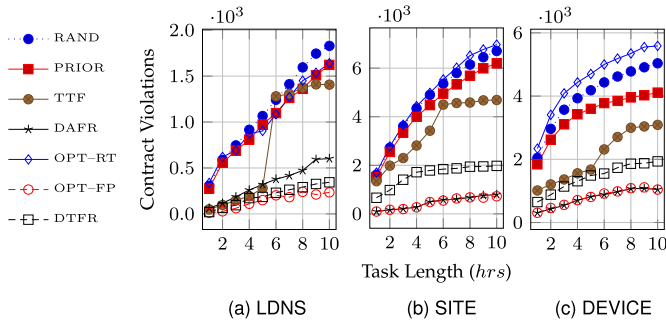 RAND
PRIOR
TTF
DAFR
OPT–RT
OPT–FP
DTFR
Contract Violations
·10³
2.0
1.5
1.0
0.5
0.0
2 4 6 8 10
·10³
6
4
2
0
2 4 6 8 10
·10³
6
4
2
0
2 4 6 8 10
Task Length (hrs)
(a) LDNS
(b) SITE
(c) DEVICE